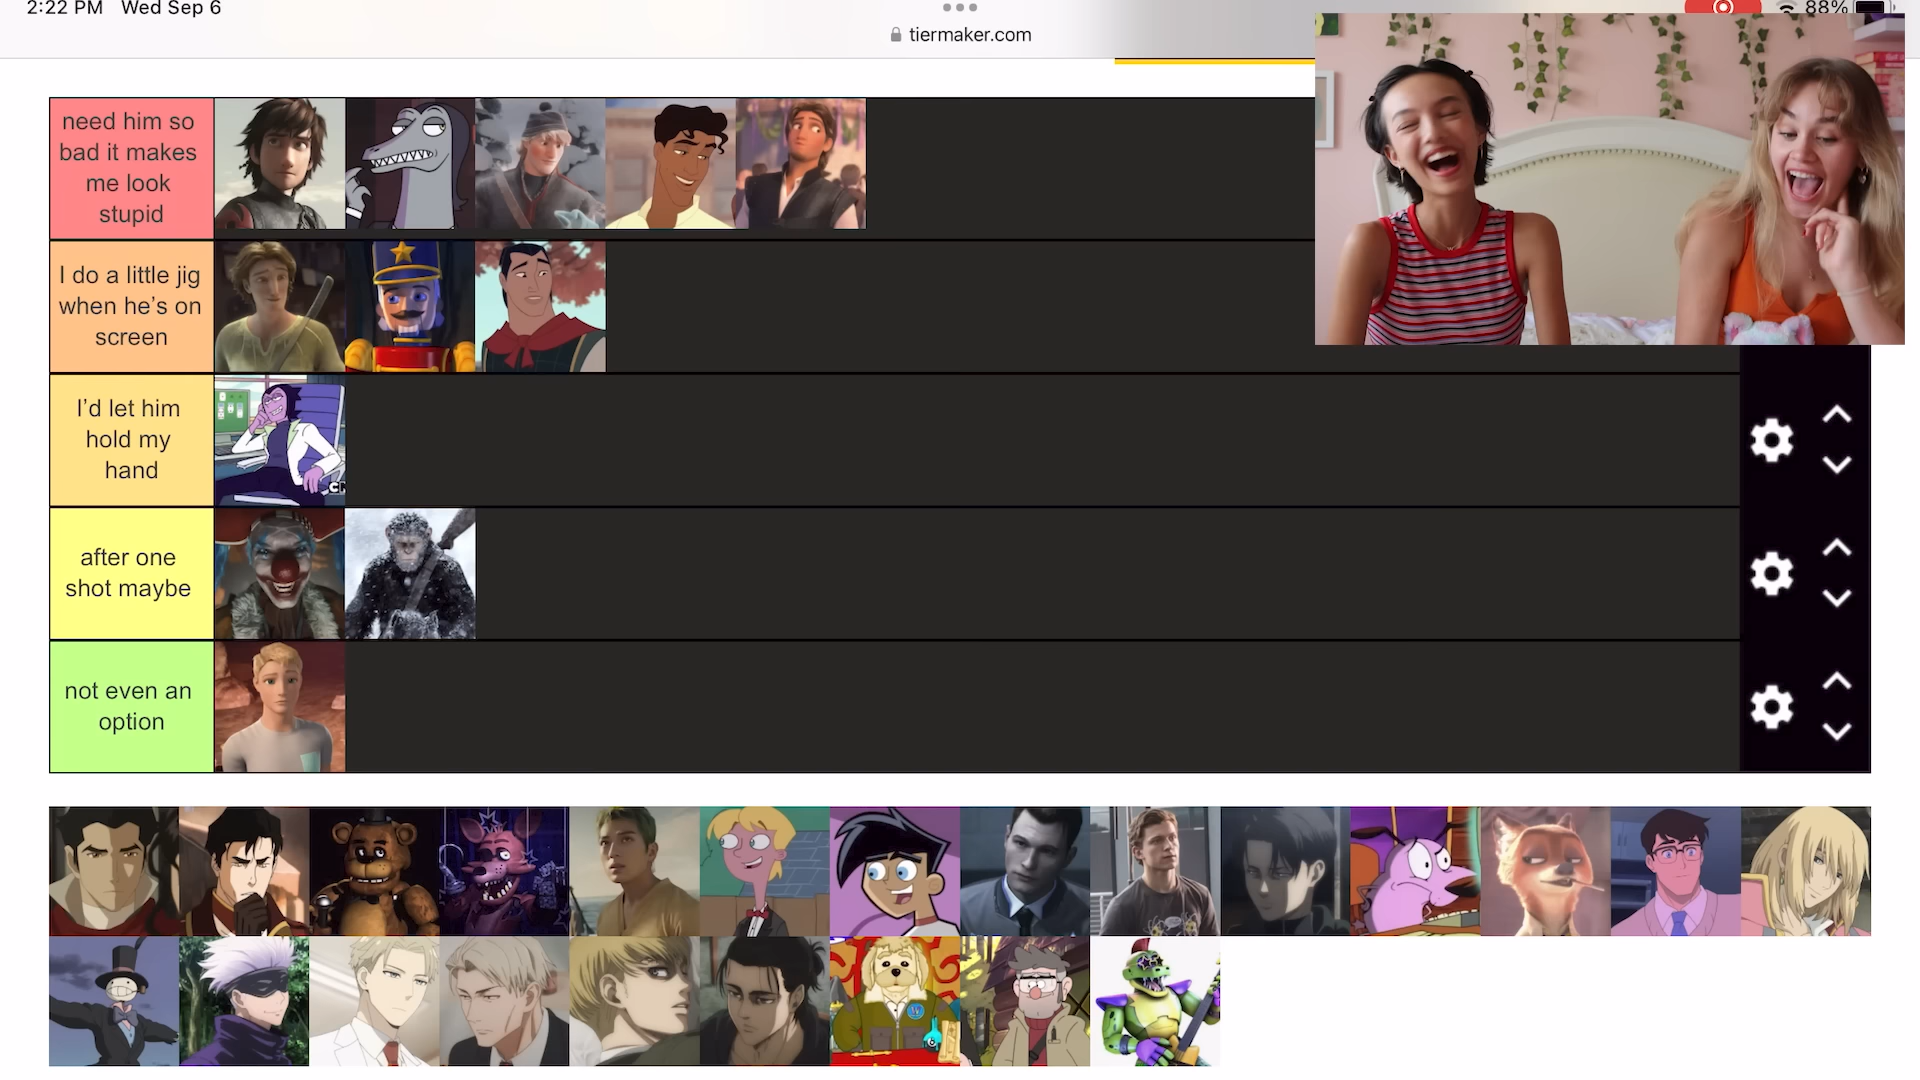 2:22 PM Wed Sep 6
88%
tiermaker.com
need him so
bad it makes
me look
stupid
I do a little jig
when he's on
screen
I'd let him
hold my
hand
CN
after one
shot maybe
not even an
option